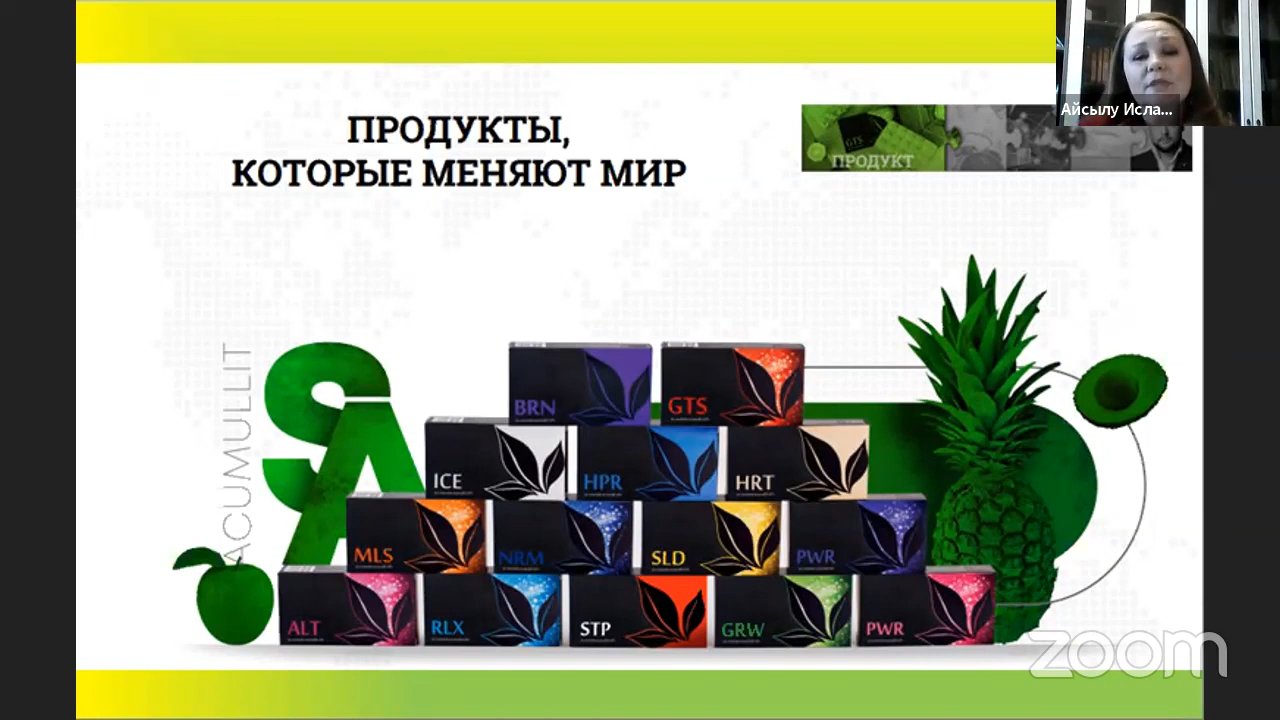 ПРОДУКТЫ,
КОТОРЫЕ МЕНЯЮТ МИР
Айсылу Исла...
GTS
ПРОДУКТ
ACUMULLIT
SA
BRN
GTS
ICE
HPR
HRT
MLS
NRM
SLD
PWR
ALT
RLX
STP
GRW
PWR
zoom